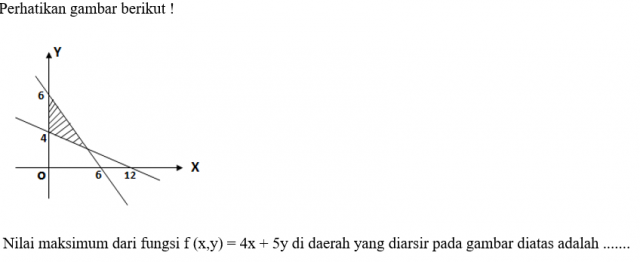 Perhatikan gambar berikut !
Y
6
4
X
O
6
12
Nilai maksimum dari fungsi f (x,y) = 4x + 5y di daerah yang diarsir pada gambar diatas adalah .......